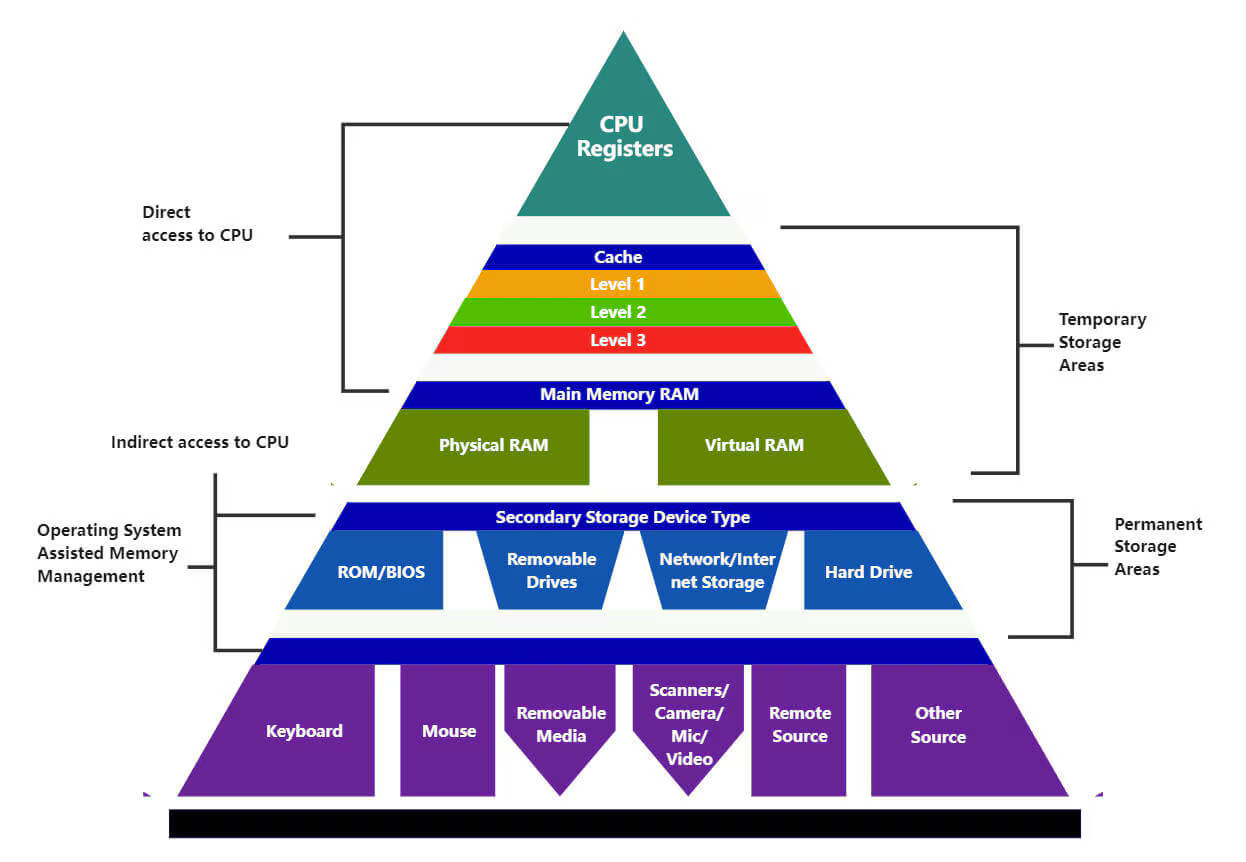 CPU
Registers
Direct
access to CPU
Cache
Level 1
Level 2
Level 3
Temporary
Storage
Areas
Main Memory RAM
Physical RAM
Virtual RAM
Indirect access to CPU
Operating System
Assisted Memory
Management
Secondary Storage Device Type
Permanent
Storage
Areas
ROM/BIOS
Removable
Drives
Network/Inter
net Storage
Hard Drive
Keyboard
Mouse
Removable
Media
Scanners/
Camera/
Mic/
Video
Remote
Source
Other
Source